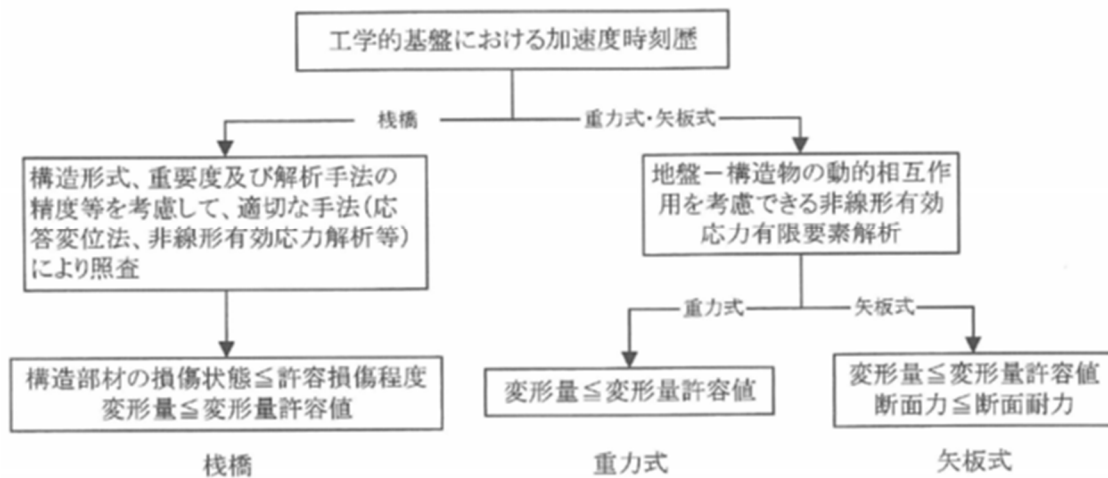 工学的基盤における加速度時刻歴
桟橋
重力式・矢板式
構造形式、重要度及び解析手法の
精度等を考慮して、適切な手法(応
答変位法、非線形有効応力解析等)
により照査
地盤－構造物の動的相互作
用を考慮できる非線形有効
応力有限要素解析
重力式
矢板式
構造部材の損傷状態≦許容損傷程度
変形量≦変形量許容値
変形量≦変形量許容値
変形量≦変形量許容値
断面力≦断面耐力
桟橋
重力式
矢板式